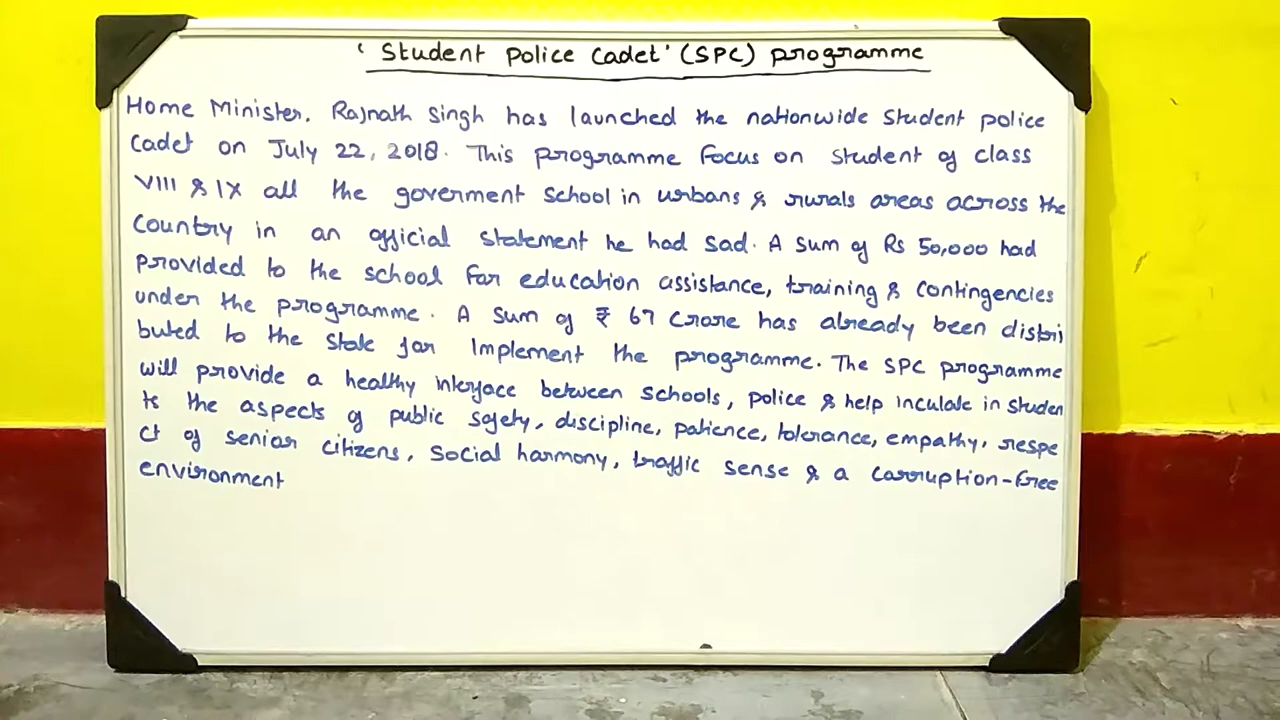 'Student Police Cadet' (SPC) programme
Home Minister. Rajnath Singh has launched the nationwide student police
Cadet on July 22, 2018. This programme Focus on student of class
VIII & IX all the goverment School in urbans & rurals areas across the
Country in an official statement he had sad. A sum of Rs 50,000 had
provided to the school for education assistance, training & contingencies
under the programme. A sum of ₹ 67 Crore has already been distri
buted to the state for implement the programme. The SPC programme
will provide a healthy interface between schools, police & help inculate in studen
ts the aspects of public safety, discipline, patience, tolerance, empathy, respe
ct of senior citizens, social harmony, traffic sense & a carruption-free
environment